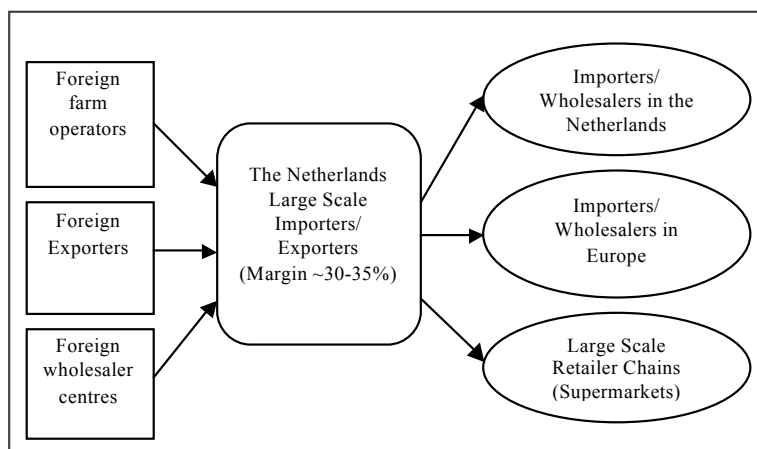 Foreign
farm
operators
Foreign
Exporters
Foreign
wholesaler
centres
The Netherlands
Large Scale
Importers/
Exporters
(Margin ~30-35%)
Importers/
Wholesalers in the
Netherlands
Importers/
Wholesalers in
Europe
Large Scale
Retailer Chains
(Supermarkets)